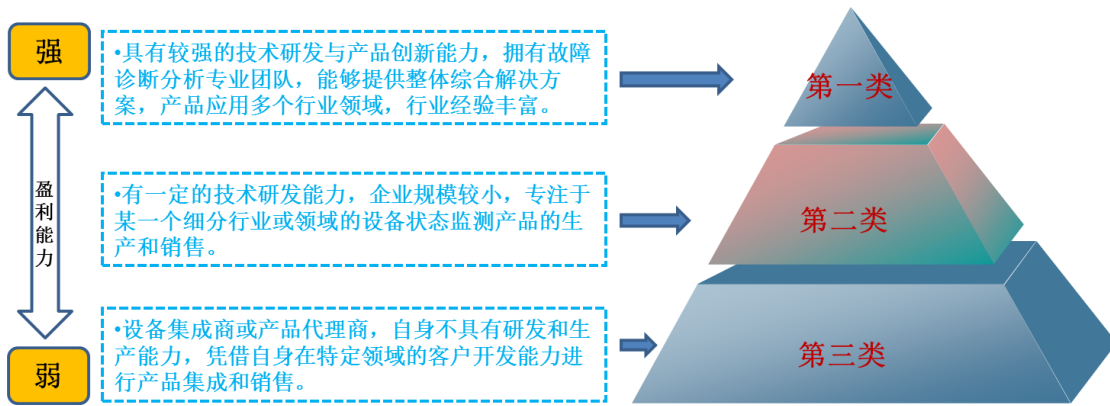 强
•具有较强的技术研发与产品创新能力，拥有故障
诊断分析专业团队，能够提供整体综合解决方
案，产品应用多个行业领域，行业经验丰富。
第一类
盈利能力
•有一定的技术研发能力，企业规模较小，专注于
某一个细分行业或领域的设备状态监测产品的生
产和销售。
第二类
弱
•设备集成商或产品代理商，自身不具有研发和生
产能力，凭借自身在特定领域的客户开发能力进
行产品集成和销售。
第三类